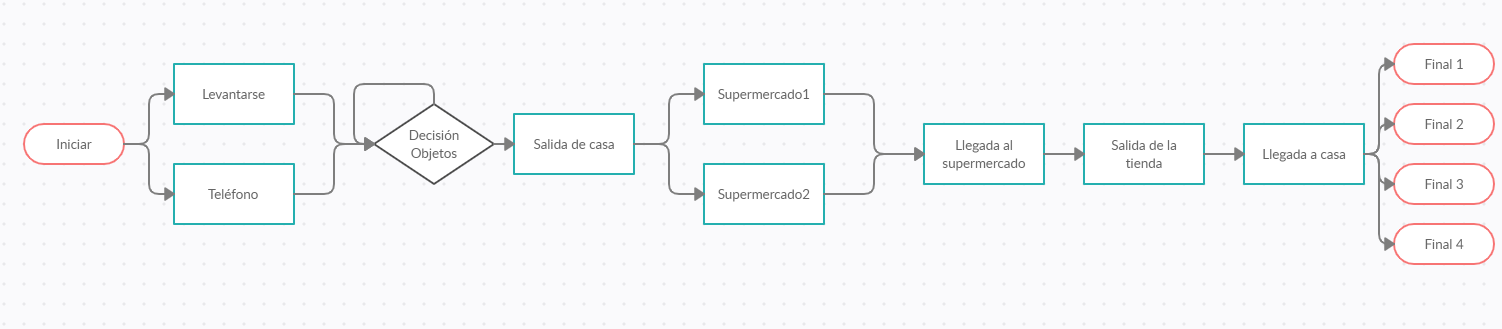 Iniciar
Levantarse
Teléfono
Decisión
Objetos
Salida de casa
Supermercado1
Supermercado2
Llegada al
supermercado
Salida de la
tienda
Llegada a casa
Final 1
Final 2
Final 3
Final 4